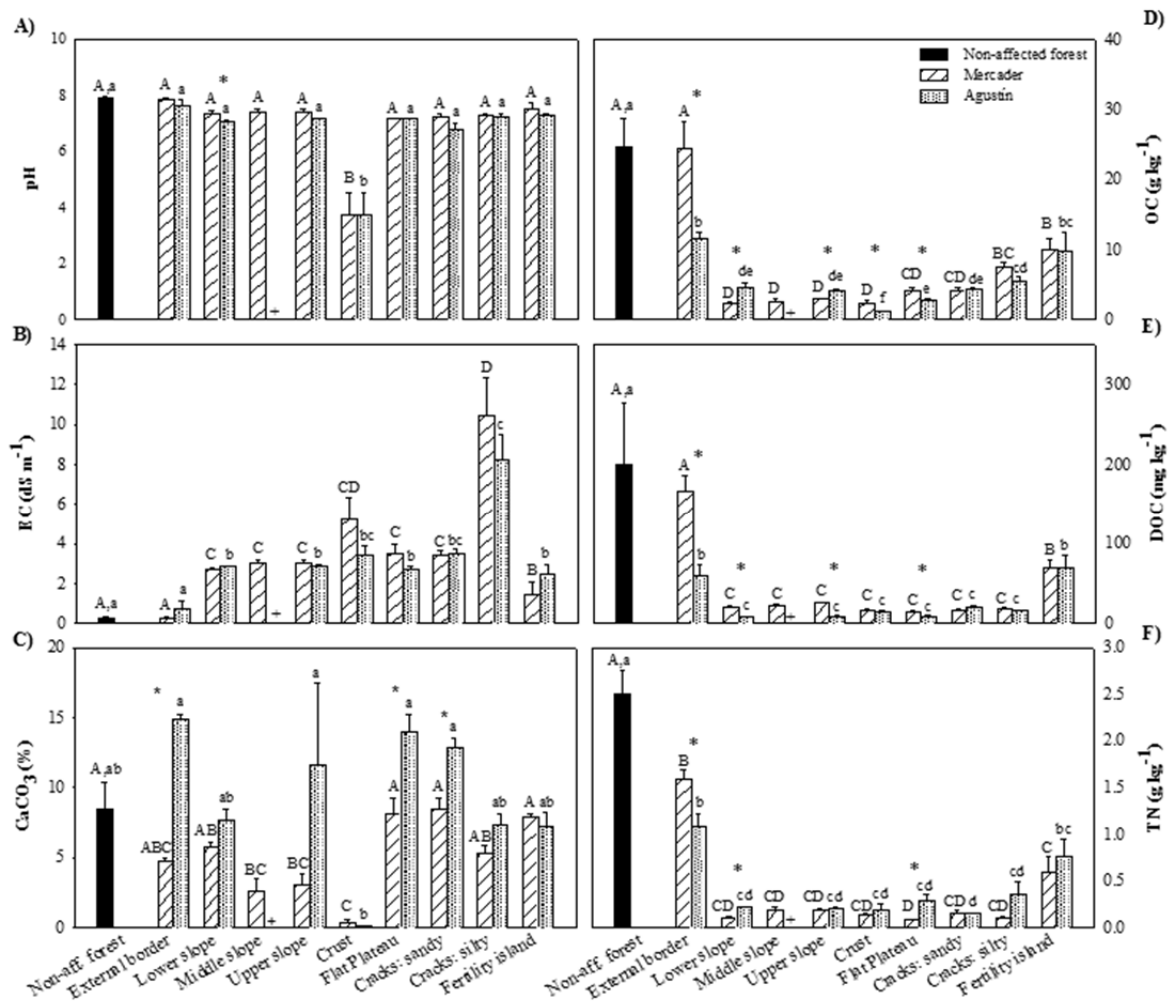 A)
10
8
6
4
2
0
pH
A,a
A
a
A
*
a
A
+
A
a
B
b
A
a
A
a
A
a
A
a
D)
40
30
20
10
0
OC (g kg-1)
Non-affected forest
Mercader
Agustín
A,a
A
*
b
D
*
de
D
+
D
*
de
D
*
f
CD
*
e
CD
de
BC
cd
B
bc
B)
14
12
10
8
6
4
2
0
EC (dS m-1)
A,a
A
a
C
b
C
+
C
b
CD
bc
C
b
C
bc
D
c
B
b
E)
300
200
100
0
DOC (mg kg-1)
A,a
A
*
b
C
*
c
C
+
C
*
c
C
c
C
*
c
C
c
C
c
B
b
C)
20
15
10
5
0
CaCO3 (%)
A,ab
ABC
*
a
AB
ab
BC
+
BC
a
C
b
A
*
a
A
*
a
AB
ab
A
ab
F)
3.0
2.5
2.0
1.5
1.0
0.5
0.0
TN (g kg-1)
A,a
B
*
b
CD
*
cd
CD
+
CD
cd
CD
cd
D
*
cd
CD
d
CD
cd
C
bc
Non-aff. forest
External border
Lower slope
Middle slope
Upper slope
Crust
Flat Plateau
Cracks: sandy
Cracks: silty
Fertility island
Non-aff. forest
External border
Lower slope
Middle slope
Upper slope
Crust
Flat Plateau
Cracks: sandy
Cracks: silty
Fertility island